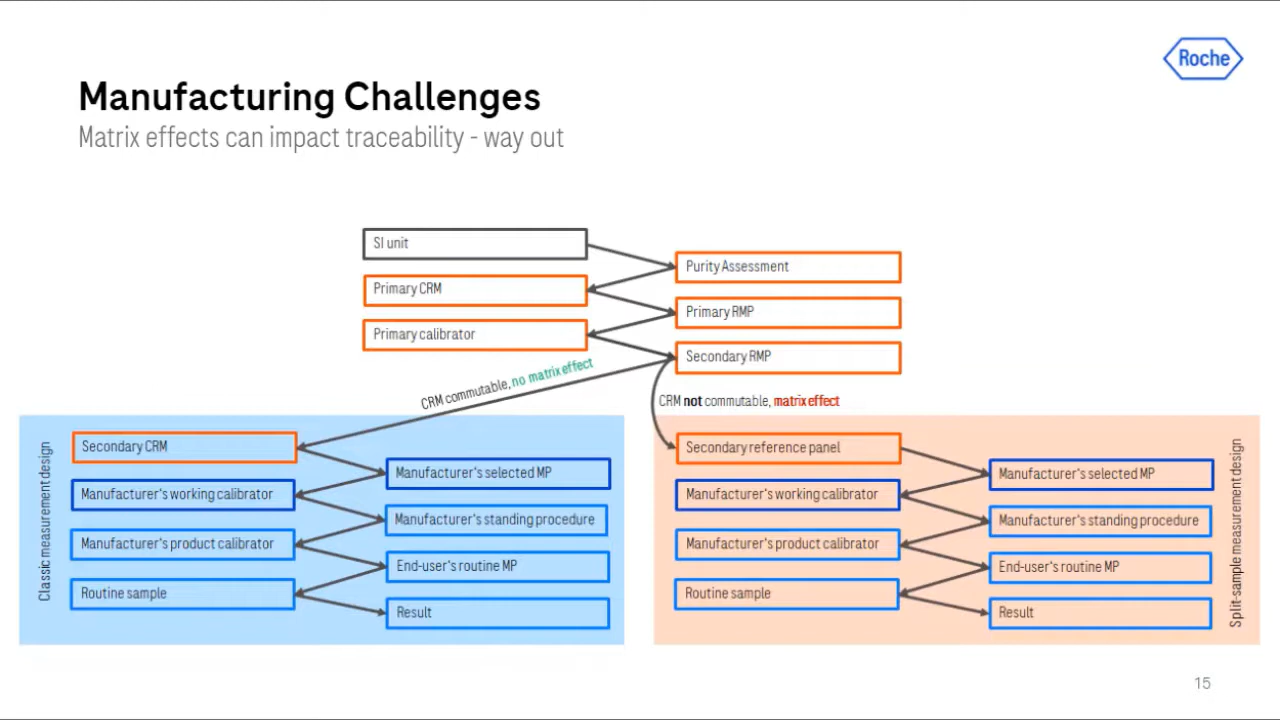 Roche
Manufacturing Challenges
Matrix effects can impact traceability - way out
SI unit
Purity Assessment
Primary CRM
Primary RMP
Primary calibrator
Secondary RMP
CRM commutable, no matrix effect
CRM not commutable, matrix effect
Classic measurement design
Secondary CRM
Manufacturer's selected MP
Manufacturer's working calibrator
Manufacturer's standing procedure
Manufacturer's product calibrator
End-user's routine MP
Routine sample
Result
Secondary reference panel
Manufacturer's selected MP
Manufacturer's working calibrator
Manufacturer's standing procedure
Manufacturer's product calibrator
End-user's routine MP
Routine sample
Result
Split-sample measurement design
15